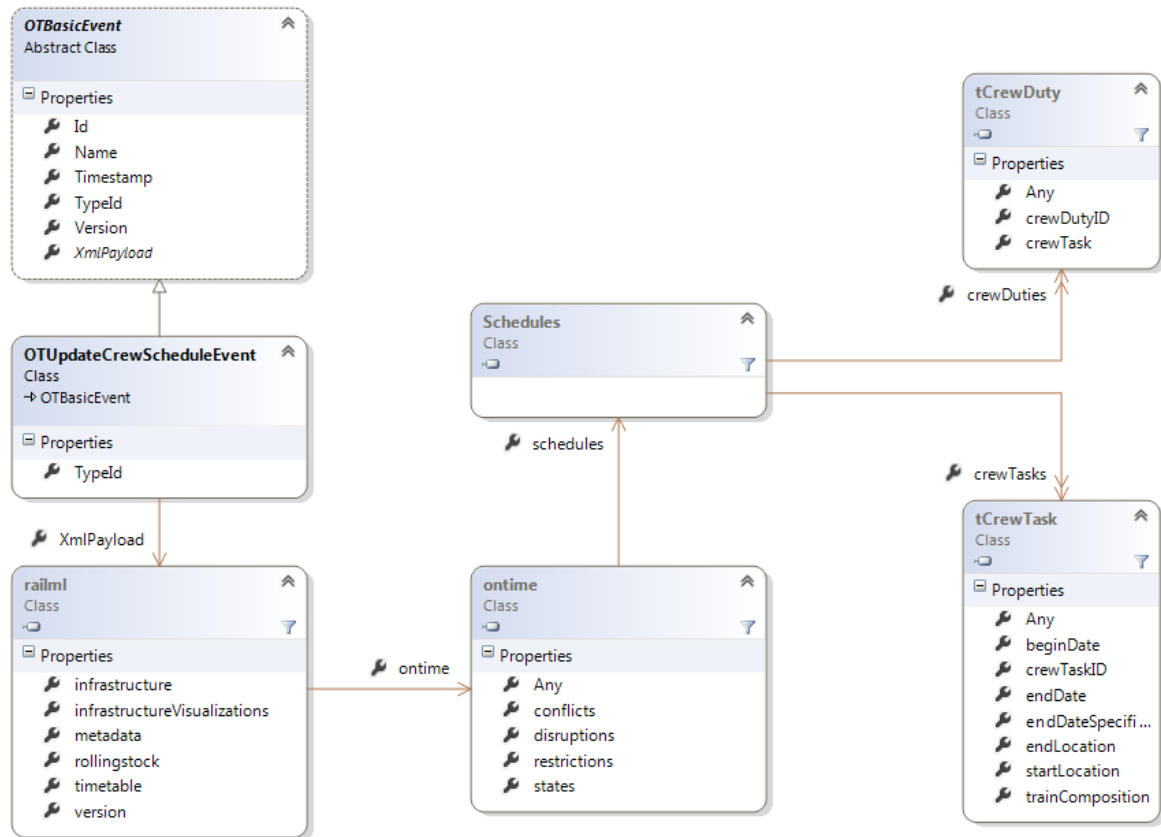 OTBasicEvent
Abstract Class
Properties
Id
Name
Timestamp
TypeId
Version
XmlPayload
OTUpdateCrewScheduleEvent
Class
OTBasicEvent
Properties
TypeId
XmlPayload
railml
Class
Properties
infrastructure
infrastructureVisualizations
metadata
rollingstock
timetable
version
ontime
ontime
Class
Properties
Any
conflicts
disruptions
restrictions
states
schedules
Schedules
Class
crewDuties
tCrewDuty
Class
Properties
Any
crewDutyID
crewTask
crewTasks
tCrewTask
Class
Properties
Any
beginDate
crewTaskID
endDate
endDateSpecifi...
endLocation
startLocation
trainComposition